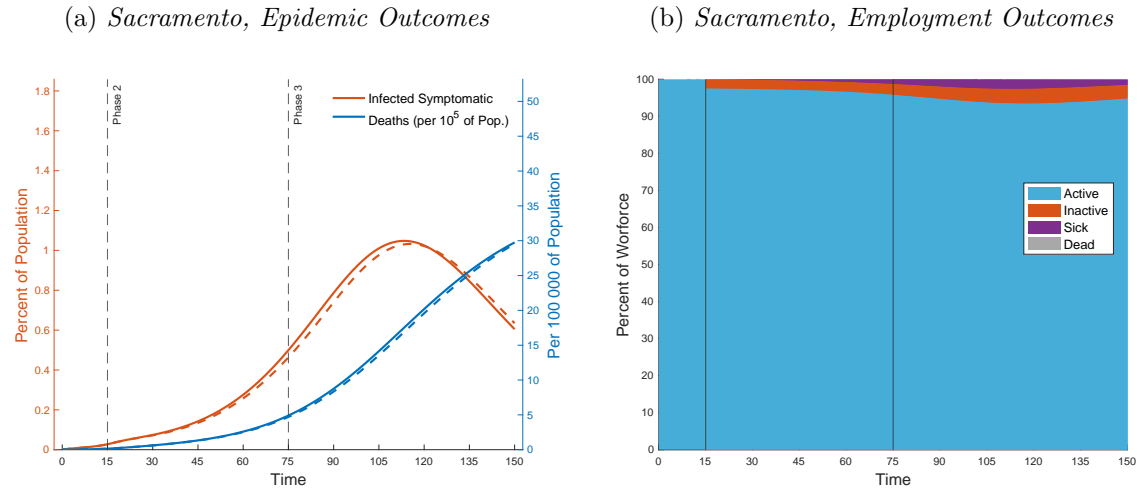 (a) Sacramento, Epidemic Outcomes
Percent of Population
1.8
1.6
1.4
1.2
1
0.8
0.6
0.4
0.2
0
Phase 2
Phase 3
Infected Symptomatic
Deaths (per 10^5 of Pop.)
50
45
40
35
30
25
20
15
10
5
0
Per 100 000 of Population
0 15 30 45 60 75 90 105 120 135 150
Time
(b) Sacramento, Employment Outcomes
Percent of Worforce
100
90
80
70
60
50
40
30
20
10
0
Active
Inactive
Sick
Dead
0 15 30 45 60 75 90 105 120 135 150
Time